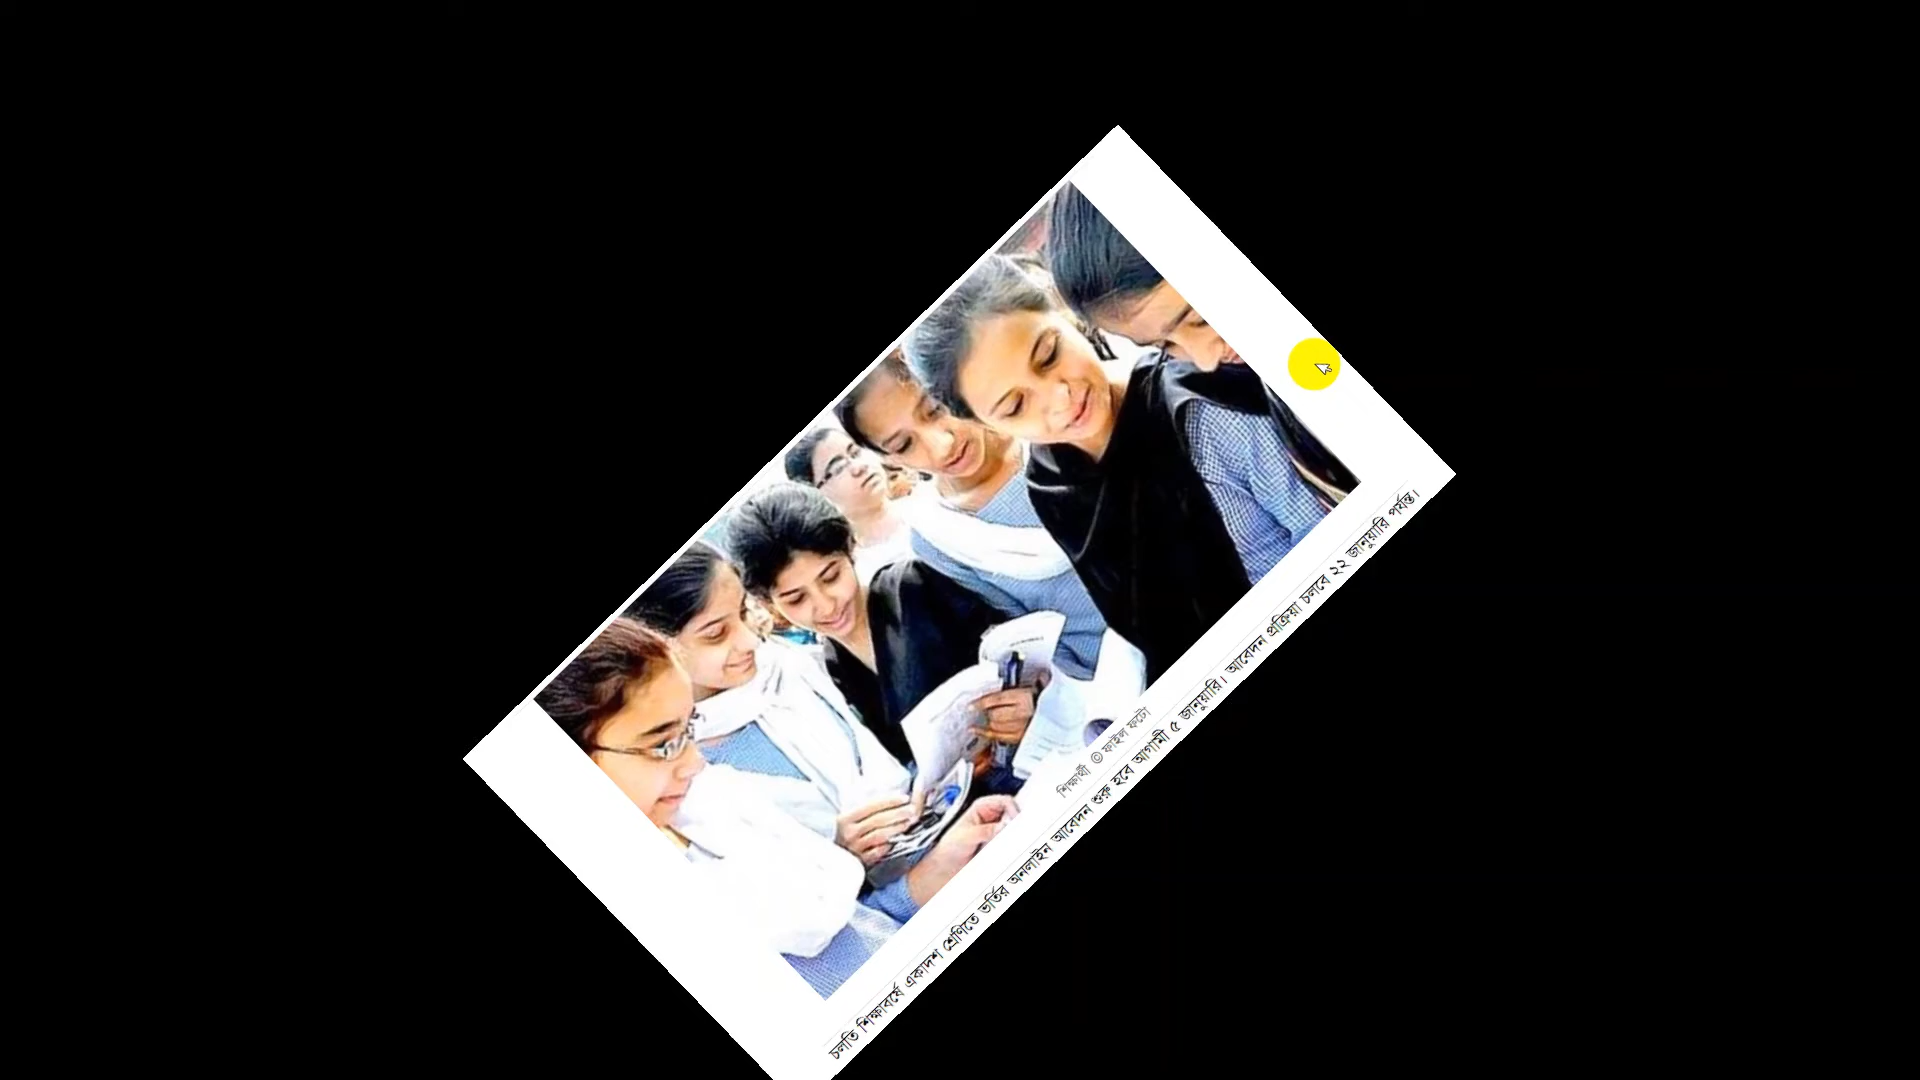 শিক্ষার্থী © ফাইল ফটো
চলতি শিক্ষাবর্ষে একাদশ শ্রেণিতে ভর্তির অনলাইন আবেদন শুরু হবে আগামী ৫ জানুয়ারি। আবেদন প্রক্রিয়া চলবে ২২ জানুয়ারি পর্যন্ত।